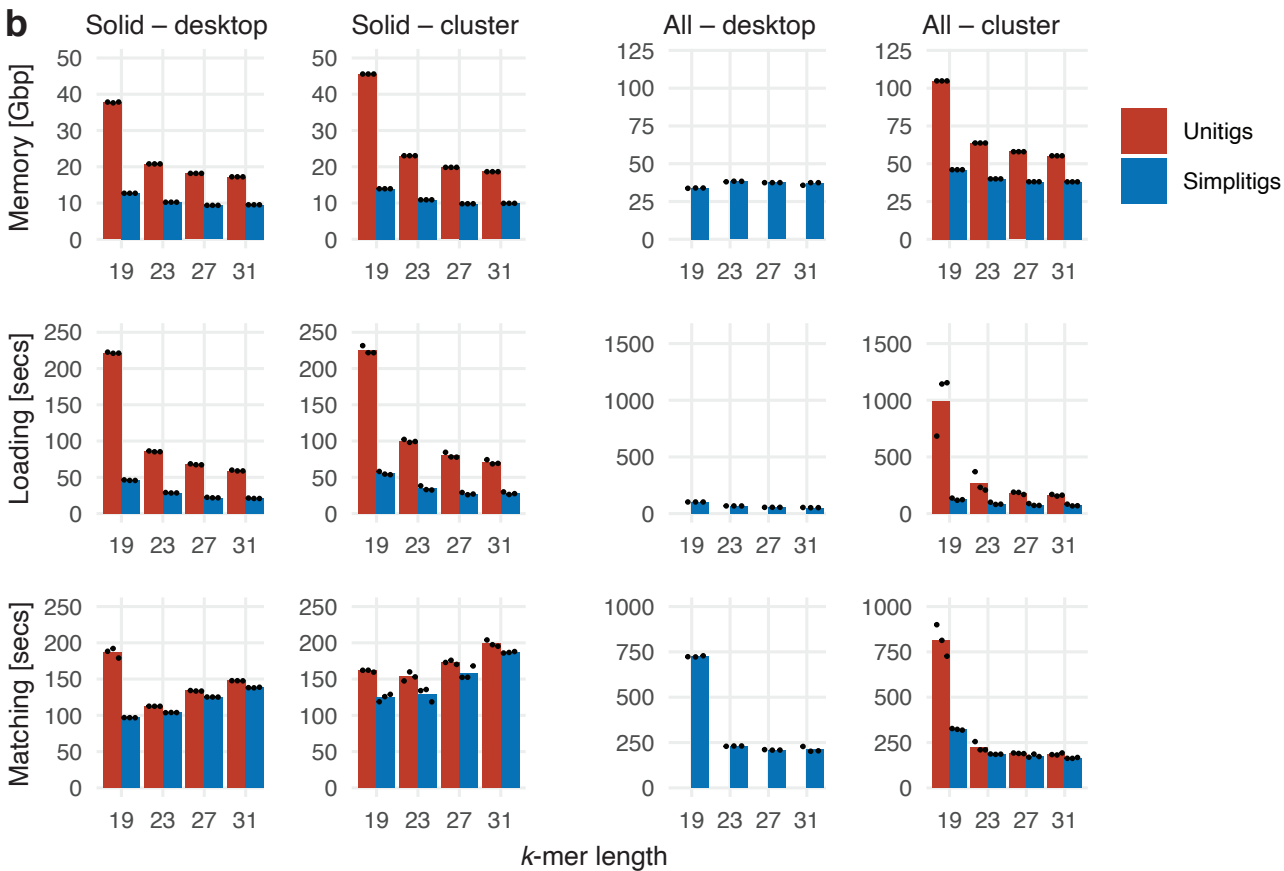 b
Solid – desktop
Solid – cluster
All – desktop
All – cluster
Memory [Gbp]
50
40
30
20
10
0
19 23 27 31
50
40
30
20
10
0
19 23 27 31
125
100
75
50
25
0
19 23 27 31
125
100
75
50
25
0
19 23 27 31
Unitigs
Simplitigs
Loading [secs]
250
200
150
100
50
0
19 23 27 31
250
200
150
100
50
0
19 23 27 31
1500
1000
500
0
19 23 27 31
1500
1000
500
0
19 23 27 31
Matching [secs]
250
200
150
100
50
0
19 23 27 31
250
200
150
100
50
0
19 23 27 31
1000
750
500
250
0
19 23 27 31
1000
750
500
250
0
19 23 27 31
k-mer length